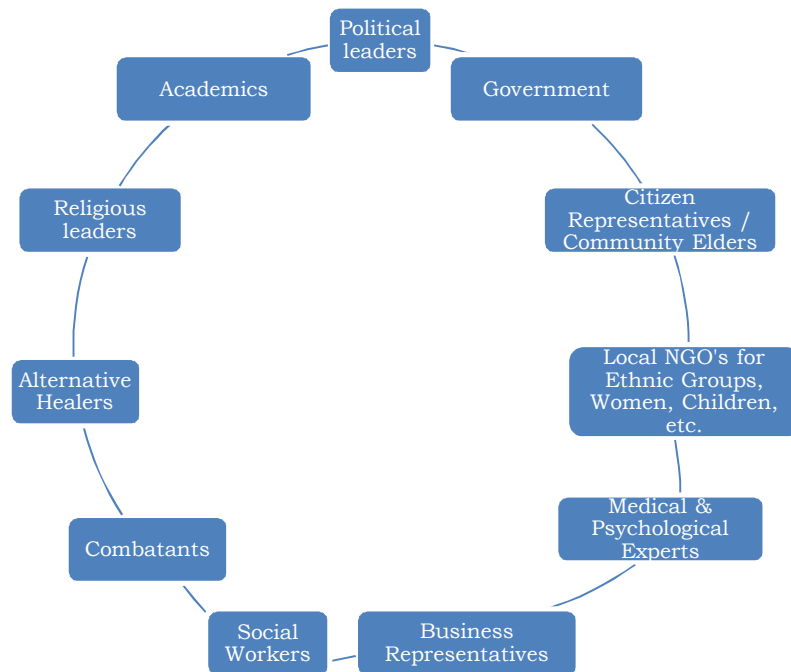 Political
leaders
Government
Citizen
Representatives /
Community Elders
Local NGO's for
Ethnic Groups,
Women, Children,
etc.
Medical &
Psychological
Experts
Business
Representatives
Social
Workers
Combatants
Alternative
Healers
Religious
leaders
Academics